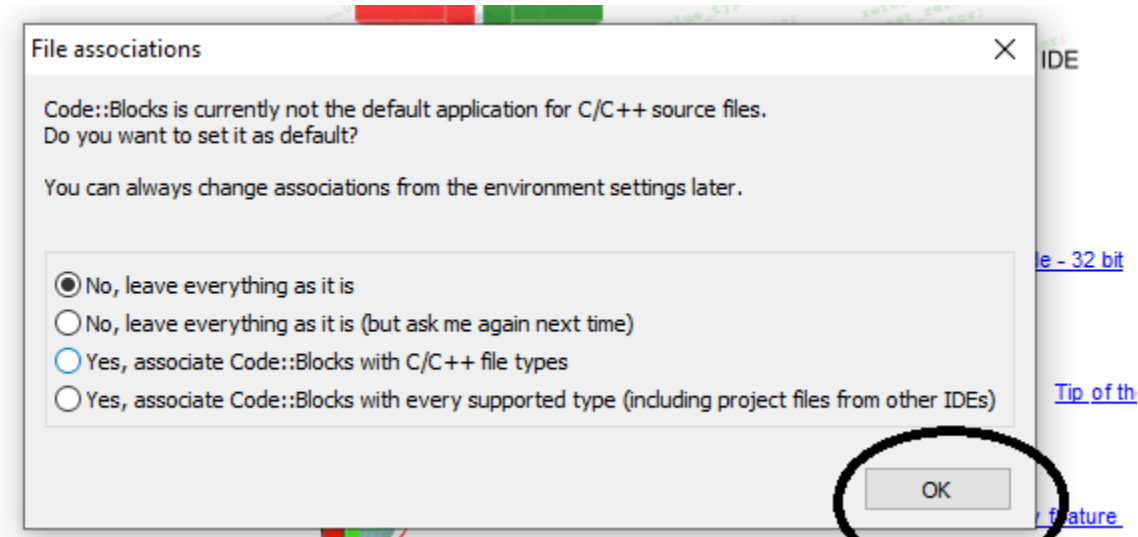 File associations
IDE
Code::Blocks is currently not the default application for C/C++ source files.
Do you want to set it as default?
You can always change associations from the environment settings later.
No, leave everything as it is
No, leave everything as it is (but ask me again next time)
Yes, associate Code::Blocks with C/C++ file types
Yes, associate Code::Blocks with every supported type (including project files from other IDEs)
- 32 bit
Tip of
OK